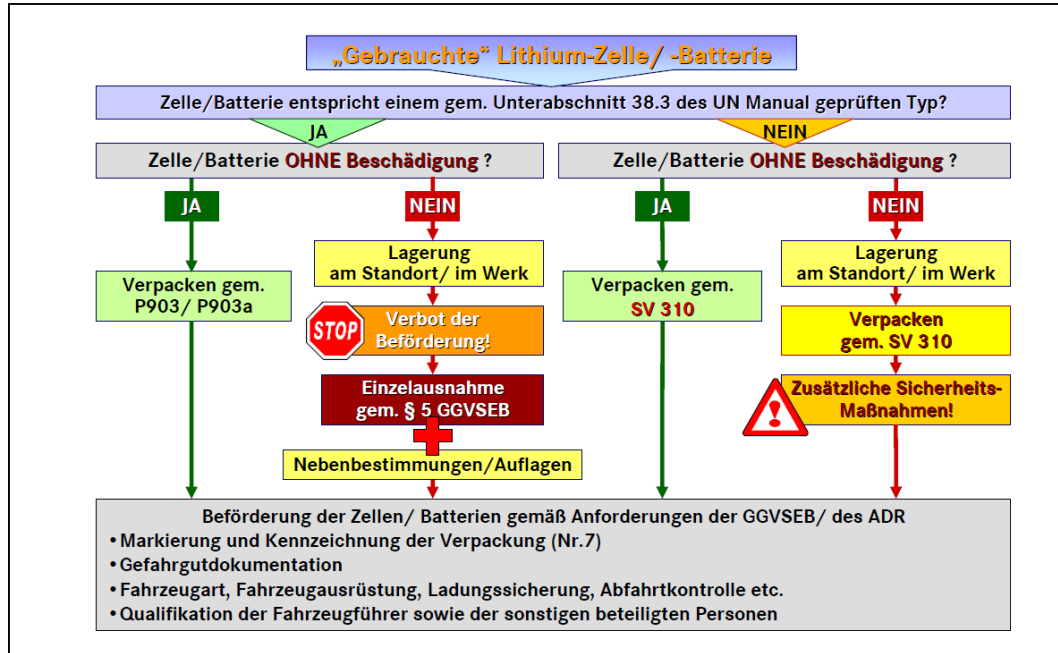 „Gebrauchte“ Lithium-Zelle/ -Batterie
Zelle/Batterie entspricht einem gem. Unterabschnitt 38.3 des UN Manual geprüften Typ?
JA
NEIN
Zelle/Batterie OHNE Beschädigung ?
Zelle/Batterie OHNE Beschädigung ?
JA
NEIN
JA
NEIN
Lagerung
am Standort/ im Werk
Lagerung
am Standort/ im Werk
Verpacken gem.
P903/ P903a
Verpacken gem.
SV 310
STOP
Verbot der
Beförderung!
Verpacken
gem. SV 310
Einzelausnahme
gem. § 5 GGVSEB
Zusätzliche Sicherheits-
Maßnahmen!
Nebenbestimmungen/Auflagen
Beförderung der Zellen/ Batterien gemäß Anforderungen der GGVSEB/ des ADR
•Markierung und Kennzeichnung der Verpackung (Nr.7)
•Gefahrgutdokumentation
•Fahrzeugart, Fahrzeugausrüstung, Ladungssicherung, Abfahrtkontrolle etc.
•Qualifikation der Fahrzeugführer sowie der sonstigen beteiligten Personen